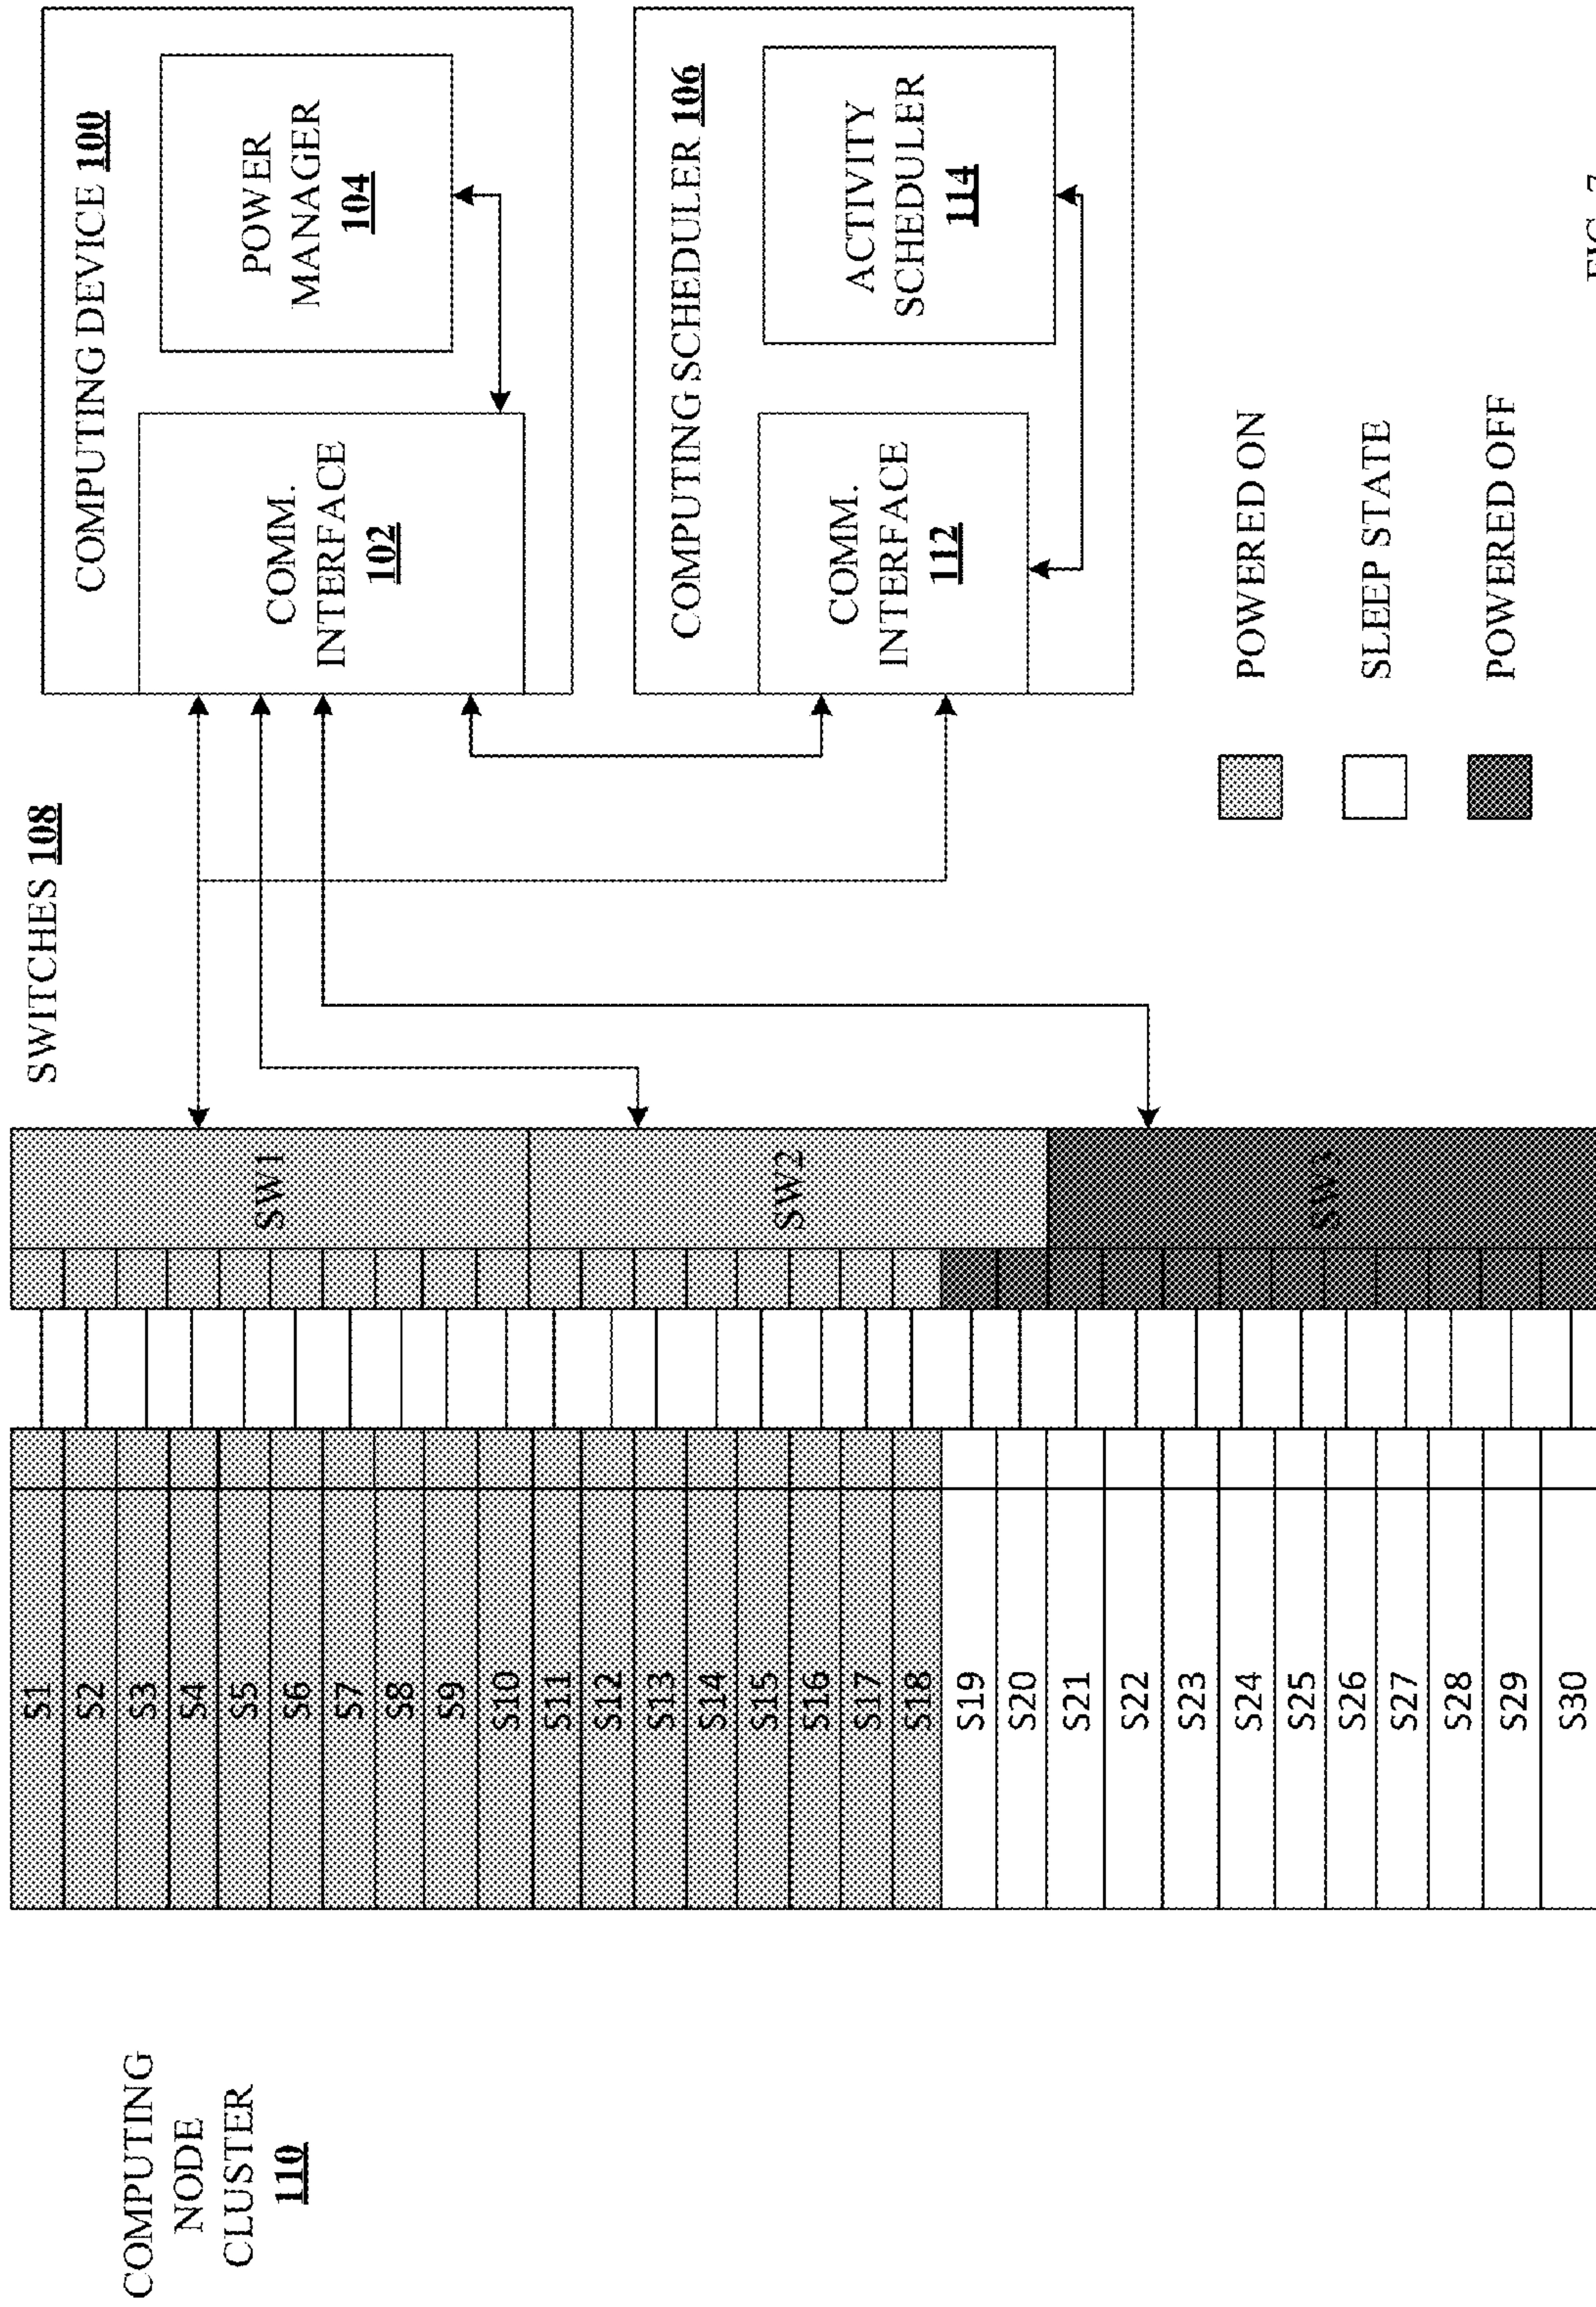 COMPUTING
NODE
CLUSTER
110
S1
S2
S3
S4
S5
S6
S7
S8
S9
S10
S11
S12
S13
S14
S15
S16
S17
S18
S19
S20
S21
S22
S23
S24
S25
S26
S27
S28
S29
S30
SWITCHES 108
SW1
SW2
SW3
COMPUTING DEVICE 100
COMM.
INTERFACE
102
POWER
MANAGER
104
COMPUTING SCHEDULER 106
COMM.
INTERFACE
112
ACTIVITY
SCHEDULER
114
POWERED ON
SLEEP STATE
POWERED OFF